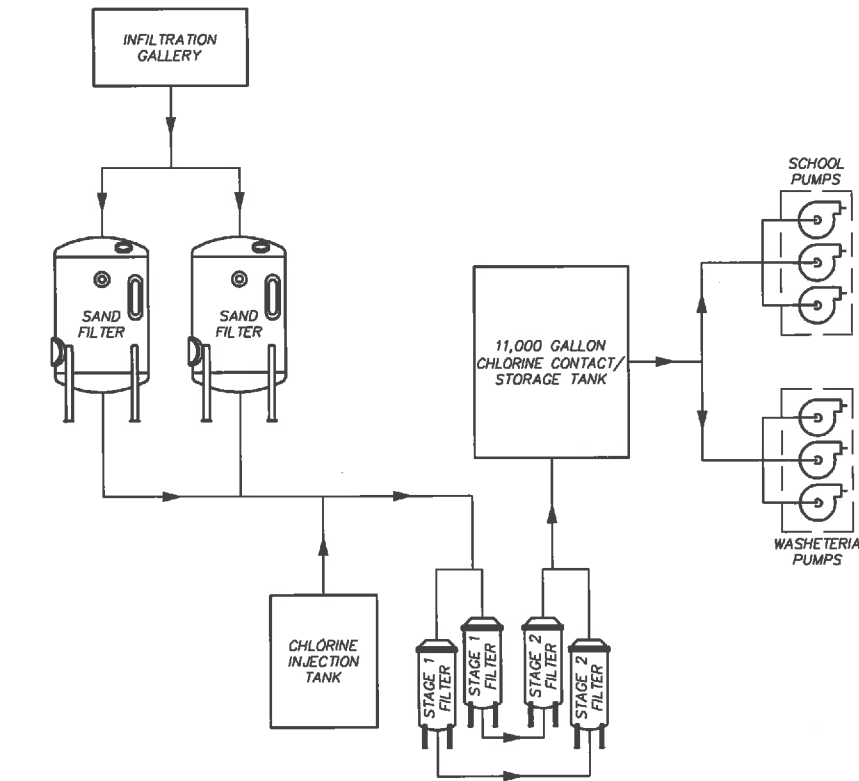 INFILTRATION
GALLERY
SAND
FILTER
SAND
FILTER
11,000 GALLON
CHLORINE CONTACT/
STORAGE TANK
SCHOOL
PUMPS
WASHETERIA
PUMPS
CHLORINE
INJECTION
TANK
STAGE 1
FILTER
STAGE 1
FILTER
STAGE 2
FILTER
STAGE 2
FILTER